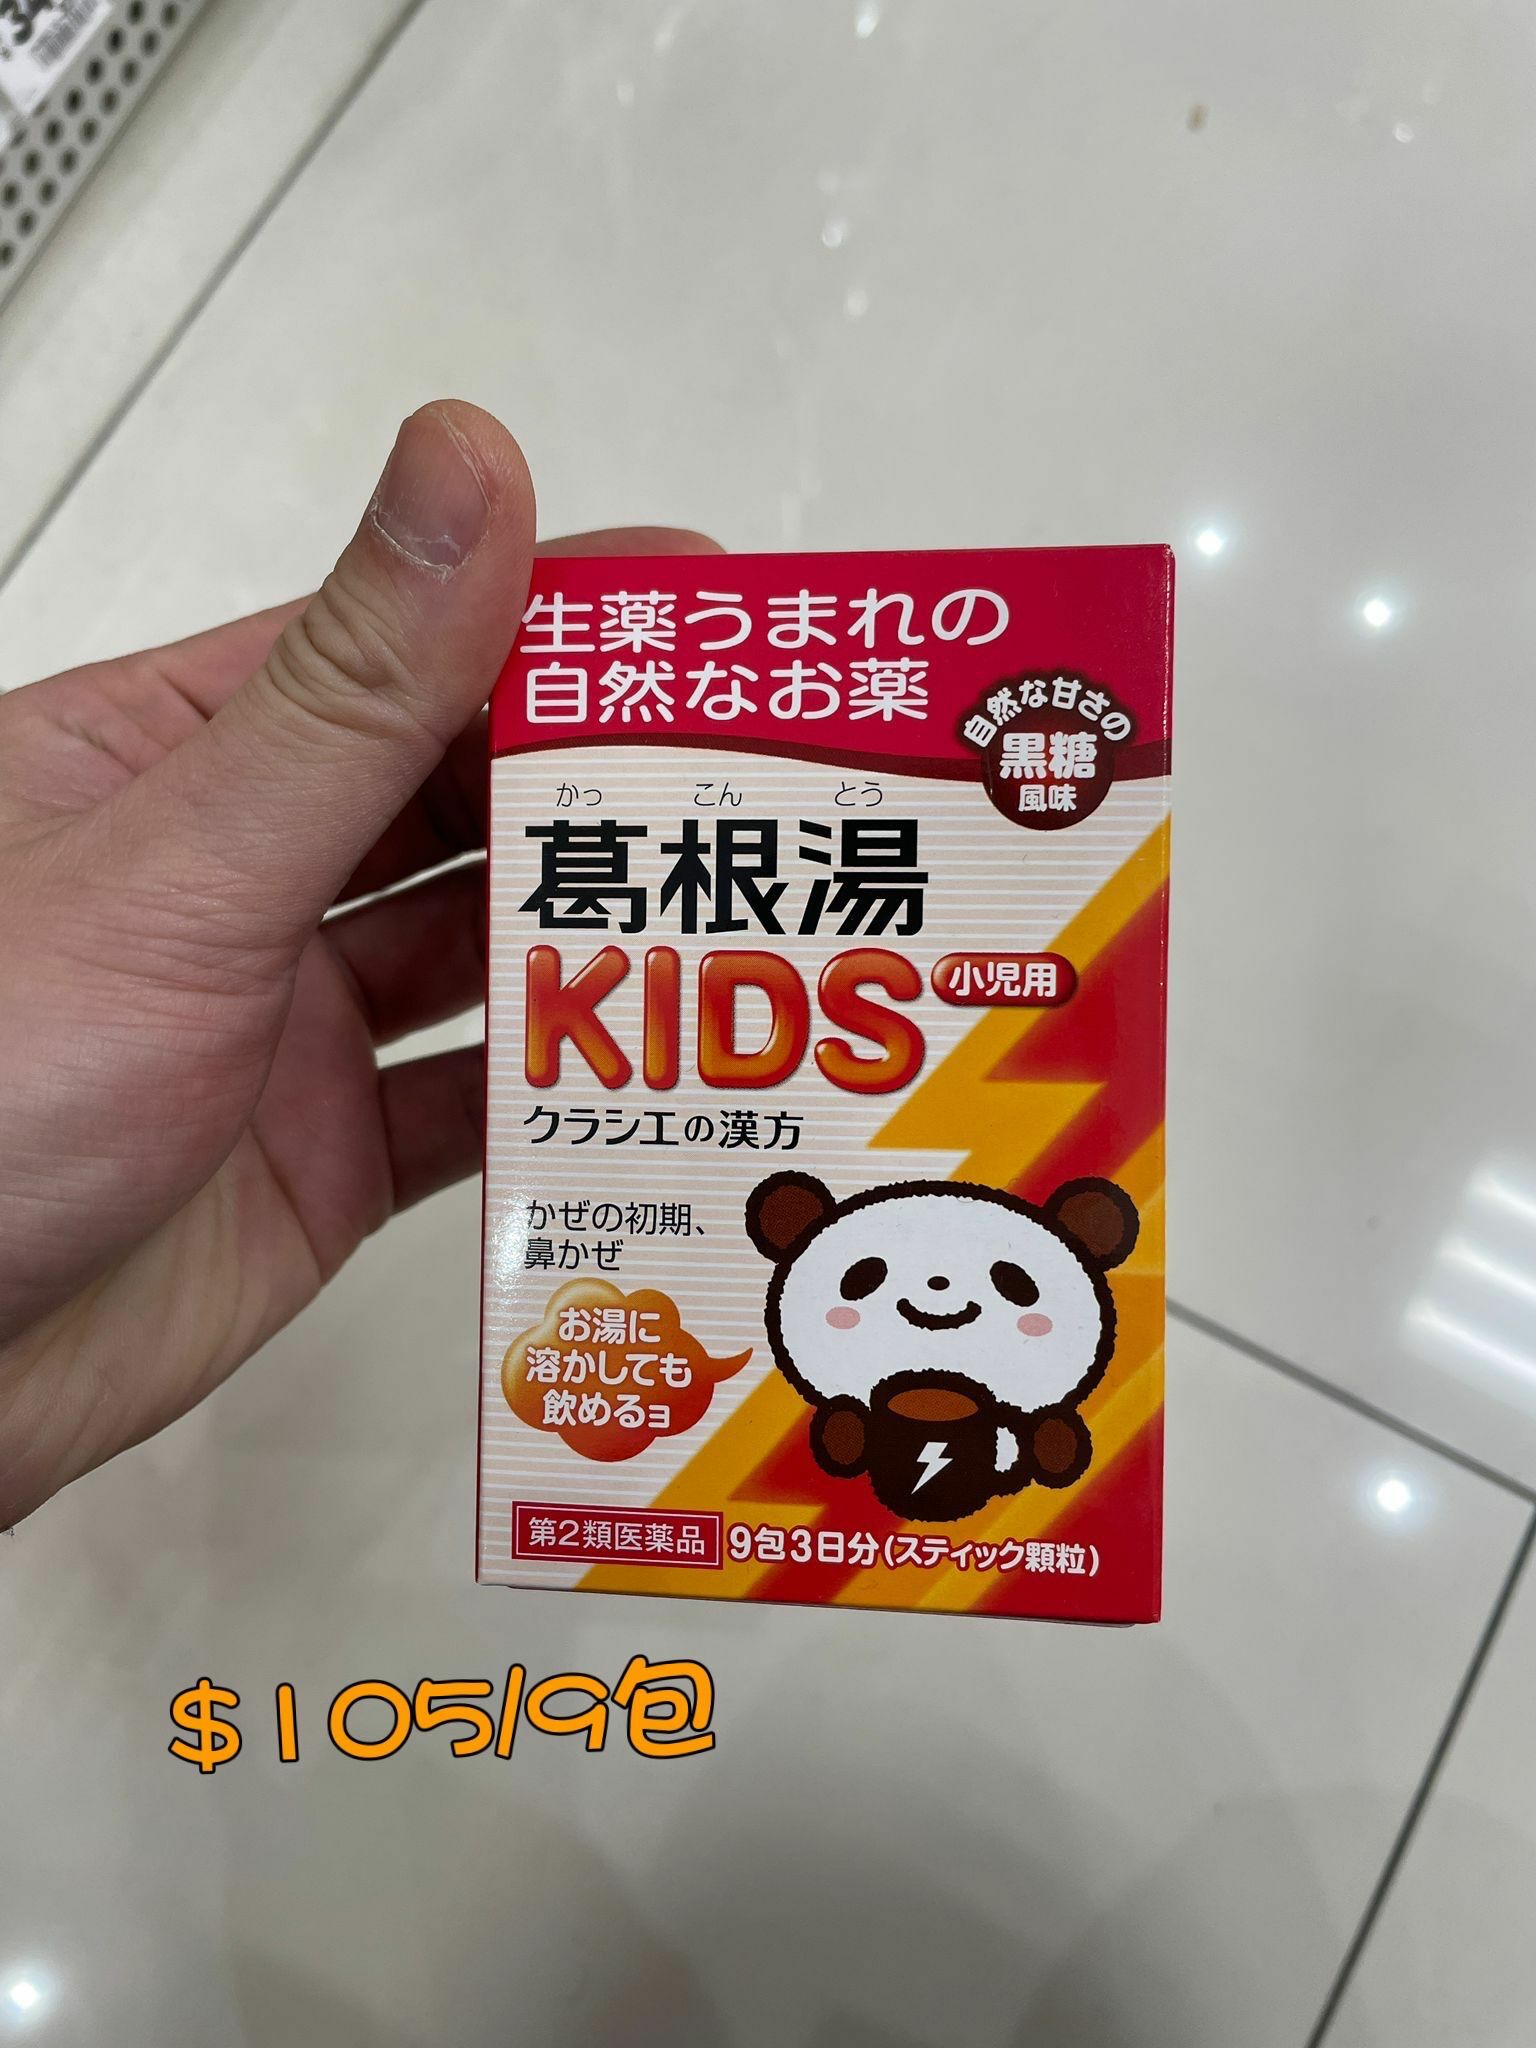 34
生薬うまれの
自然なお薬
自然な甘さの
黒糖
風味
かっ こん とう
葛根湯
KIDS
小児用
クラシエの漢方
かぜの初期、
鼻かぜ
お湯に
溶かしても
飲めるヨ
第2類医薬品
9包3日分(スティック顆粒)
$105/9包